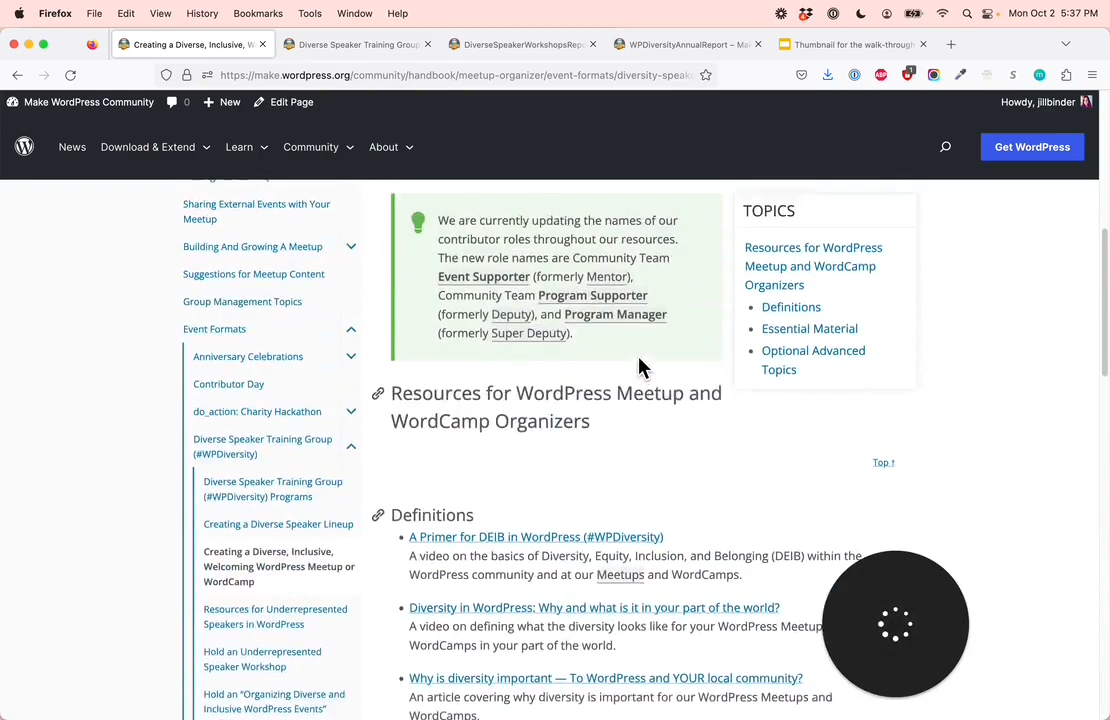 Firefox File Edit View History Bookmarks Tools Window Help Mon Oct 2 5:37 PM
Creating a Diverse, Inclusive, W Diverse Speaker Training Group DiverseSpeakerWorkshopsRepo WPDiversityAnnualReport – Mak Thumbnail for the walk-through
https://make.wordpress.org/community/handbook/meetup-organizer/event-formats/diversity-speake
Make WordPress Community 0 New Edit Page Howdy, jillbinder
News Download & Extend Learn Community About Get WordPress
Sharing External Events with Your
Meetup
Building And Growing A Meetup
Suggestions for Meetup Content
Group Management Topics
Event Formats
Anniversary Celebrations
Contributor Day
do_action: Charity Hackathon
Diverse Speaker Training Group
(#WPDiversity)
Diverse Speaker Training Group
(#WPDiversity) Programs
Creating a Diverse Speaker Lineup
Creating a Diverse, Inclusive,
Welcoming WordPress Meetup or
WordCamp
Resources for Underrepresented
Speakers in WordPress
Hold an Underrepresented
Speaker Workshop
Hold an “Organizing Diverse and
Inclusive WordPress Events”
We are currently updating the names of our
contributor roles throughout our resources.
The new role names are Community Team
Event Supporter (formerly Mentor),
Community Team Program Supporter
(formerly Deputy), and Program Manager
(formerly Super Deputy).
TOPICS
Resources for WordPress
Meetup and WordCamp
Organizers
Definitions
Essential Material
Optional Advanced
Topics
Resources for WordPress Meetup and
WordCamp Organizers
Top ↑
Definitions
A Primer for DEIB in WordPress (#WPDiversity)
A video on the basics of Diversity, Equity, Inclusion, and Belonging (DEIB) within the
WordPress community and at our Meetups and WordCamps.
Diversity in WordPress: Why and what is it in your part of the world?
A video on defining what the diversity looks like for your WordPress Meetup
WordCamps in your part of the world.
Why is diversity important — To WordPress and YOUR local community?
An article covering why diversity is important for our WordPress Meetups and
WordCamps.